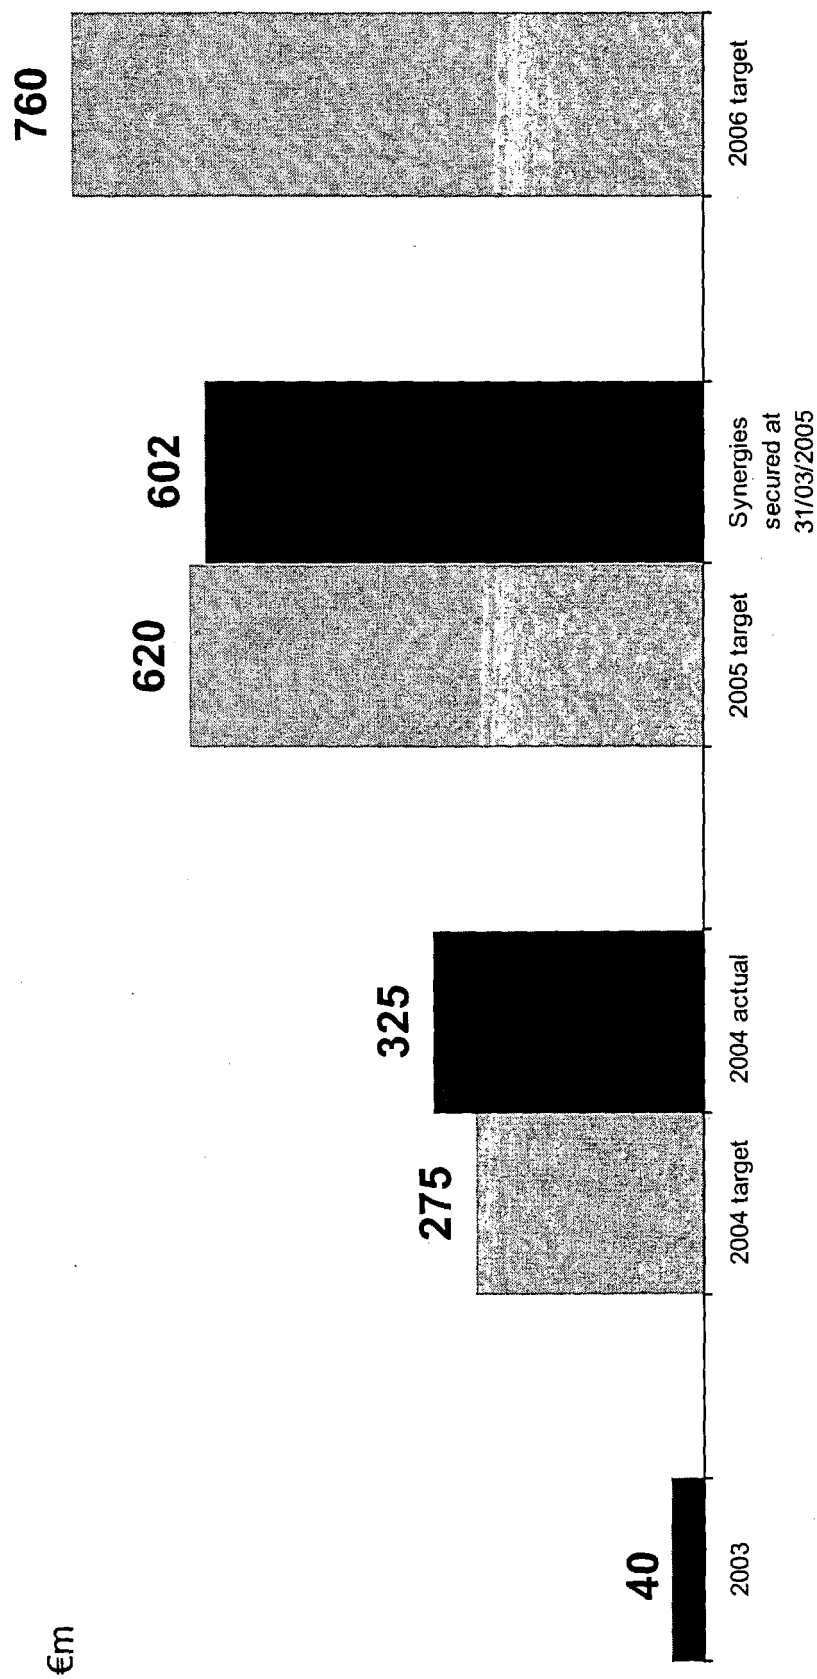 €m
40
275
325
620
602
760
2003
2004 target
2004 actual
2005 target
Synergies
secured at
31/03/2005
2006 target